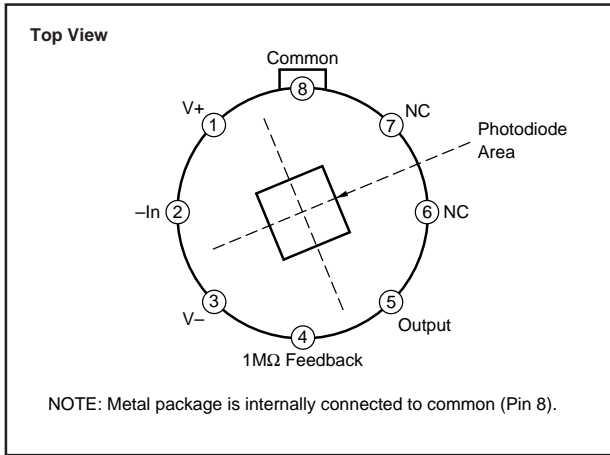 Top View
Common
8
V+
1
7
NC
Photodiode
Area
–In
2
6
NC
3
V–
5
Output
4
1MΩ Feedback
NOTE: Metal package is internally connected to common (Pin 8).